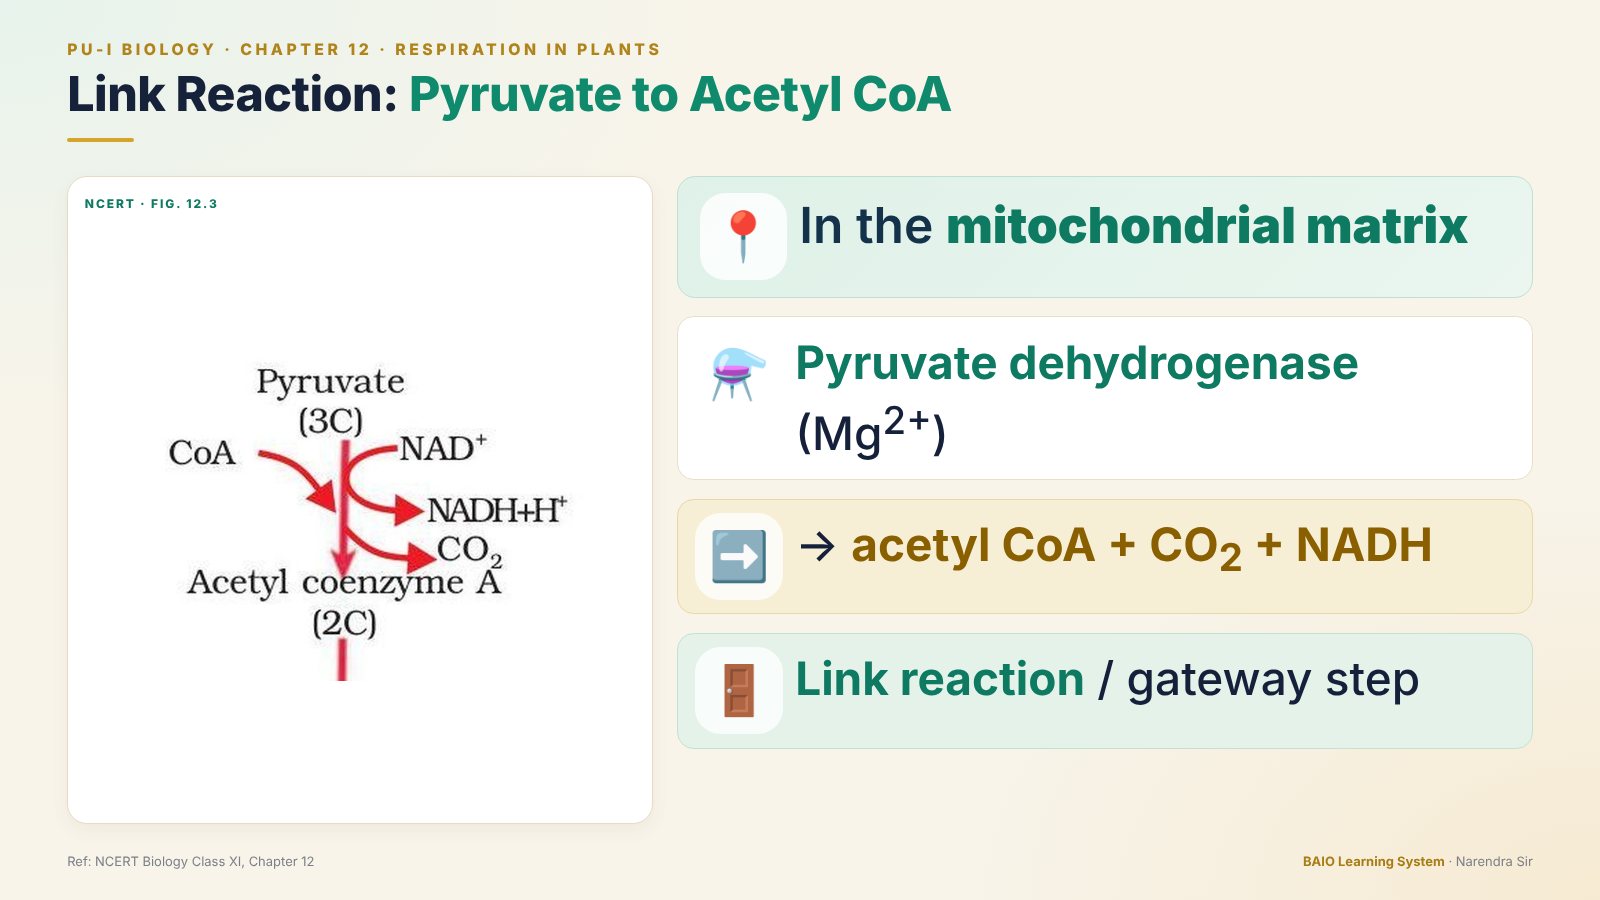 PU-I BIOLOGY · CHAPTER 12 · RESPIRATION IN PLANTS
Link Reaction: Pyruvate to Acetyl CoA
NCERT · FIG. 12.3
Pyruvate
(3C)
CoA
NAD⁺
NADH+H⁺
CO₂
Acetyl coenzyme A
(2C)
In the mitochondrial matrix
Pyruvate dehydrogenase
(Mg²⁺)
→ acetyl CoA + CO₂ + NADH
Link reaction / gateway step
Ref: NCERT Biology Class XI, Chapter 12
BAIO Learning System · Narendra Sir